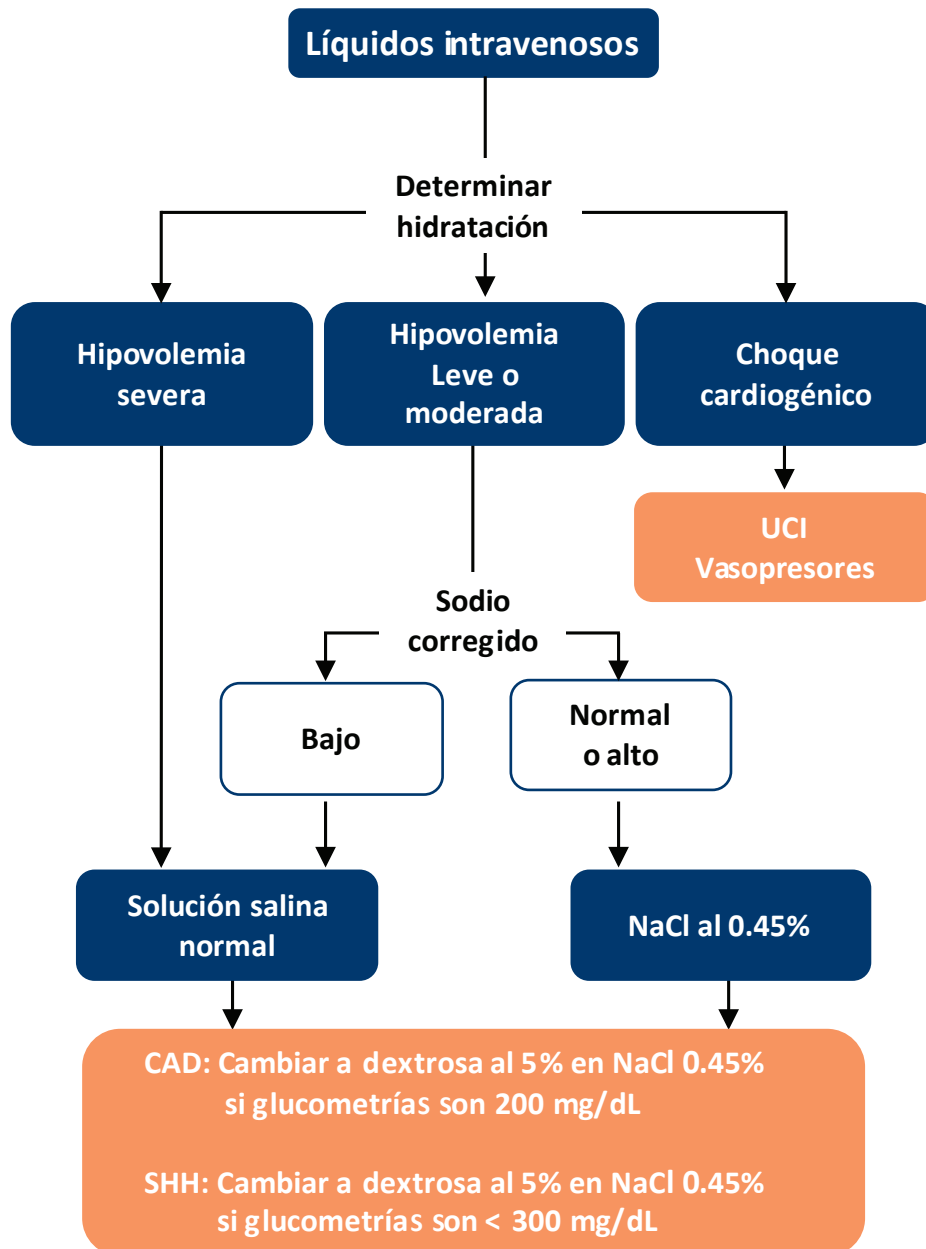 Líquidos intravenosos
Determinar
hidratación
Hipovolemia
severa
Hipovolemia
Leve o
moderada
Choque
cardiogénico
UCI
Vasopresores
Sodio
corregido
Bajo
Normal
o alto
Solución salina
normal
NaCl al 0.45%
CAD: Cambiar a dextrosa al 5% en NaCl 0.45%
si glucometrías son 200 mg/dL
SHH: Cambiar a dextrosa al 5% en NaCl 0.45%
si glucometrías son < 300 mg/dL